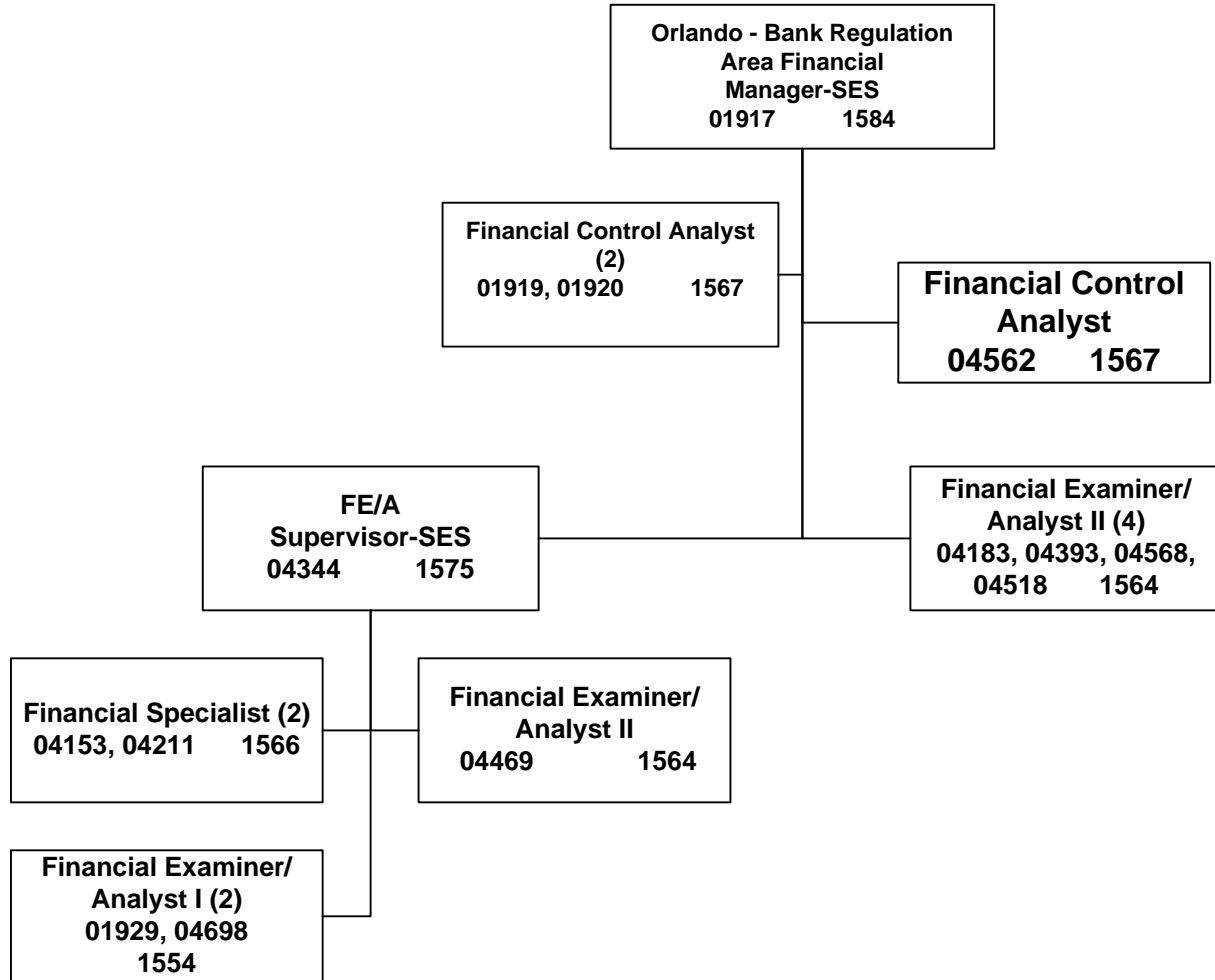 Orlando - Bank Regulation
Area Financial
Manager-SES
01917 1584
Financial Control Analyst
(2)
01919, 01920 1567
Financial Control
Analyst
04562 1567
FE/A
Supervisor-SES
04344 1575
Financial Examiner/
Analyst II (4)
04183, 04393, 04568,
04518 1564
Financial Specialist (2)
04153, 04211 1566
Financial Examiner/
Analyst II
04469 1564
Financial Examiner/
Analyst I (2)
01929, 04698
1554